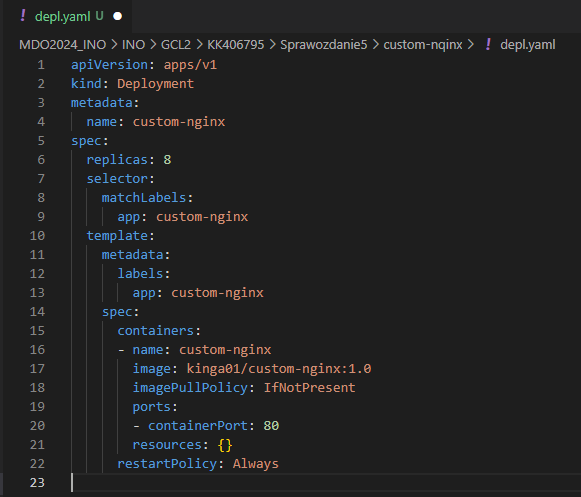 ! depl.yaml U ●
MDO2024_INO > INO > GCL2 > KK406795 > Sprawozdanie5 > custom-nqinx > ! depl.yaml
1 apiVersion: apps/v1
2 kind: Deployment
3 metadata:
4   name: custom-nginx
5 spec:
6   replicas: 8
7   selector:
8     matchLabels:
9       app: custom-nginx
10   template:
11     metadata:
12       labels:
13         app: custom-nginx
14     spec:
15       containers:
16       - name: custom-nginx
17         image: kinga01/custom-nginx:1.0
18         imagePullPolicy: IfNotPresent
19         ports:
20         - containerPort: 80
21         resources: {}
22       restartPolicy: Always
23